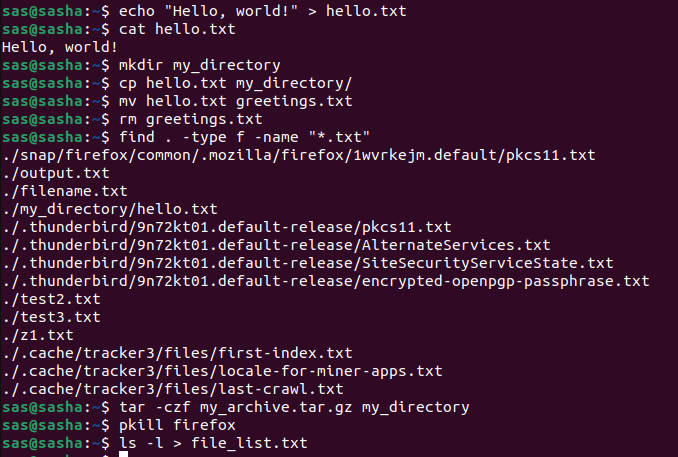 sas@sasha:~$ echo "Hello, world!" > hello.txt
sas@sasha:~$ cat hello.txt
Hello, world!
sas@sasha:~$ mkdir my_directory
sas@sasha:~$ cp hello.txt my_directory/
sas@sasha:~$ mv hello.txt greetings.txt
sas@sasha:~$ rm greetings.txt
sas@sasha:~$ find . -type f -name "*.txt"
./snap/firefox/common/.mozilla/firefox/1wvrkejm.default/pkcs11.txt
./output.txt
./filename.txt
./my_directory/hello.txt
./.thunderbird/9n72kt01.default-release/pkcs11.txt
./.thunderbird/9n72kt01.default-release/AlternateServices.txt
./.thunderbird/9n72kt01.default-release/SiteSecurityServiceState.txt
./.thunderbird/9n72kt01.default-release/encrypted-openpgp-passphrase.txt
./test2.txt
./test3.txt
./z1.txt
./.cache/tracker3/files/first-index.txt
./.cache/tracker3/files/locale-for-miner-apps.txt
./.cache/tracker3/files/last-crawl.txt
sas@sasha:~$ tar -czf my_archive.tar.gz my_directory
sas@sasha:~$ pkill firefox
sas@sasha:~$ ls -l > file_list.txt
sas@sasha:~$